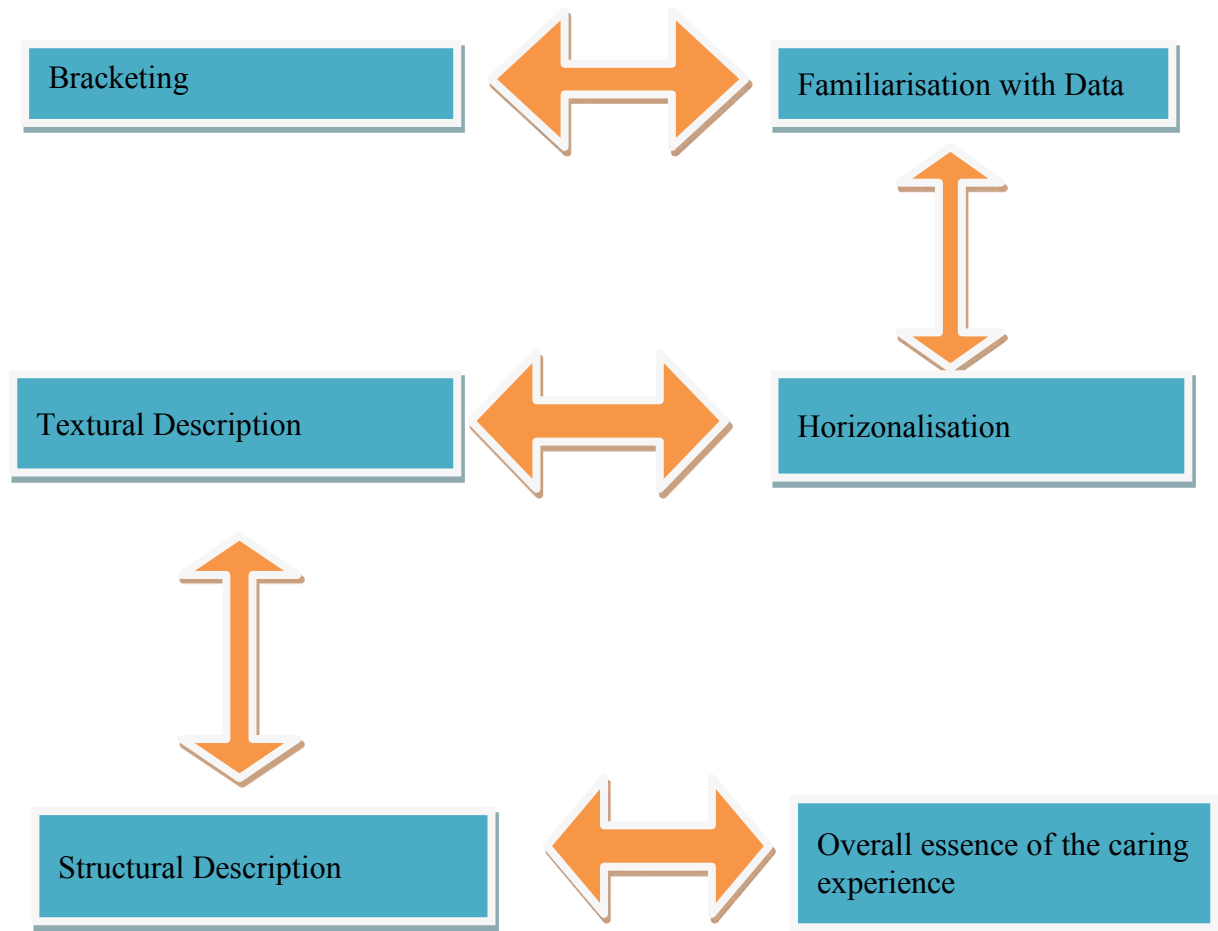 Bracketing
Familiarisation with Data
Textural Description
Horizonalisation
Structural Description
Overall essence of the caring
experience